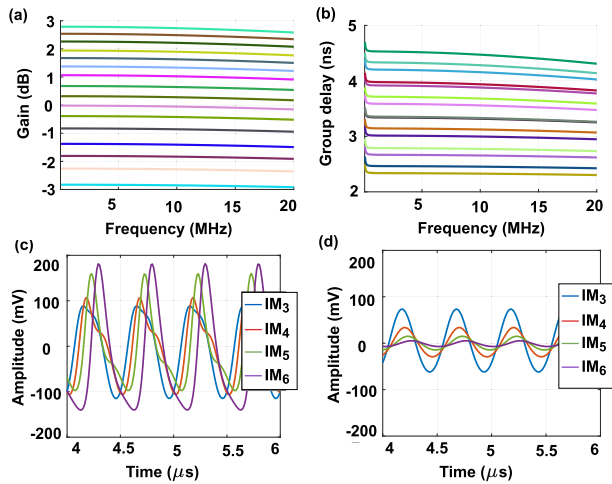 (a)
3
2
1
0
-1
-2
-3
Gain (dB)
5
10
15
20
Frequency (MHz)
(b)
5
4
3
2
Group delay (ns)
5
10
15
20
Frequency (MHz)
(c)
200
100
0
-100
-200
Amplitude (mV)
4
4.5
5
5.5
6
Time (μs)
IM3
IM4
IM5
IM6
(d)
200
100
0
-100
-200
Amplitude (mV)
4
4.5
5
5.5
6
Time (μs)
IM3
IM4
IM5
IM6